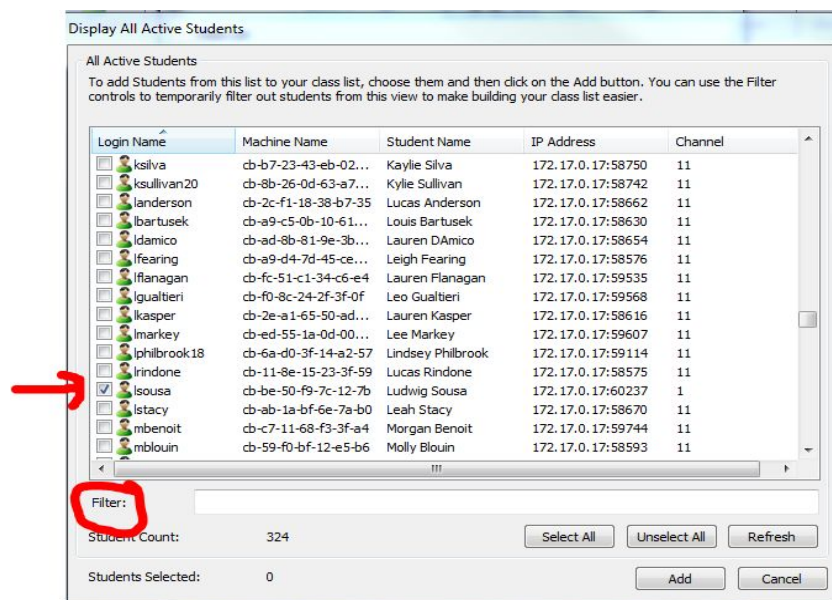 Display All Active Students
All Active Students
To add Students from this list to your class list, choose them and then click on the Add button. You can use the Filter
controls to temporarily filter out students from this view to make building your class list easier.
Login Name Machine Name Student Name IP Address Channel
ksilva cb-b7-23-43-eb-02... Kaylie Silva 172.17.0.17:58750 11
ksullivan20 cb-8b-26-0d-63-a7... Kylie Sullivan 172.17.0.17:58742 11
landerson cb-2c-f1-18-38-b7-35 Lucas Anderson 172.17.0.17:58662 11
lbartusek cb-a9-c5-0b-10-61... Louis Bartusek 172.17.0.17:58630 11
ldamico cb-ad-8b-81-9e-3b... Lauren DAmico 172.17.0.17:58654 11
lfearing cb-a9-d4-7d-45-ce... Leigh Fearing 172.17.0.17:58576 11
lflanagan cb-fc-51-c1-34-c6-e4 Lauren Flanagan 172.17.0.17:59535 11
lgualtieri cb-f0-8c-24-2f-3f-0f Leo Gualtieri 172.17.0.17:59568 11
lkasper cb-2e-a1-65-50-ad... Lauren Kasper 172.17.0.17:58616 11
lmarkey cb-ed-55-1a-0d-00... Lee Markey 172.17.0.17:59607 11
lphilbrook18 cb-6a-d0-3f-14-a2-57 Lindsey Philbrook 172.17.0.17:59114 11
lrindone cb-11-8e-15-23-3f-59 Lucas Rindone 172.17.0.17:58575 11
lsousa cb-be-50-f9-7c-12-7b Ludwig Sousa 172.17.0.17:60237 1
lstacy cb-ab-1a-bf-6e-7a-b0 Leah Stacy 172.17.0.17:58670 11
mbenoit cb-c7-11-68-f3-3f-a4 Morgan Benoit 172.17.0.17:59744 11
mblouin cb-59-f0-bf-12-e5-b6 Molly Blouin 172.17.0.17:58593 11
Filter:
Student Count: 324 Select All Unselect All Refresh
Students Selected: 0 Add Cancel